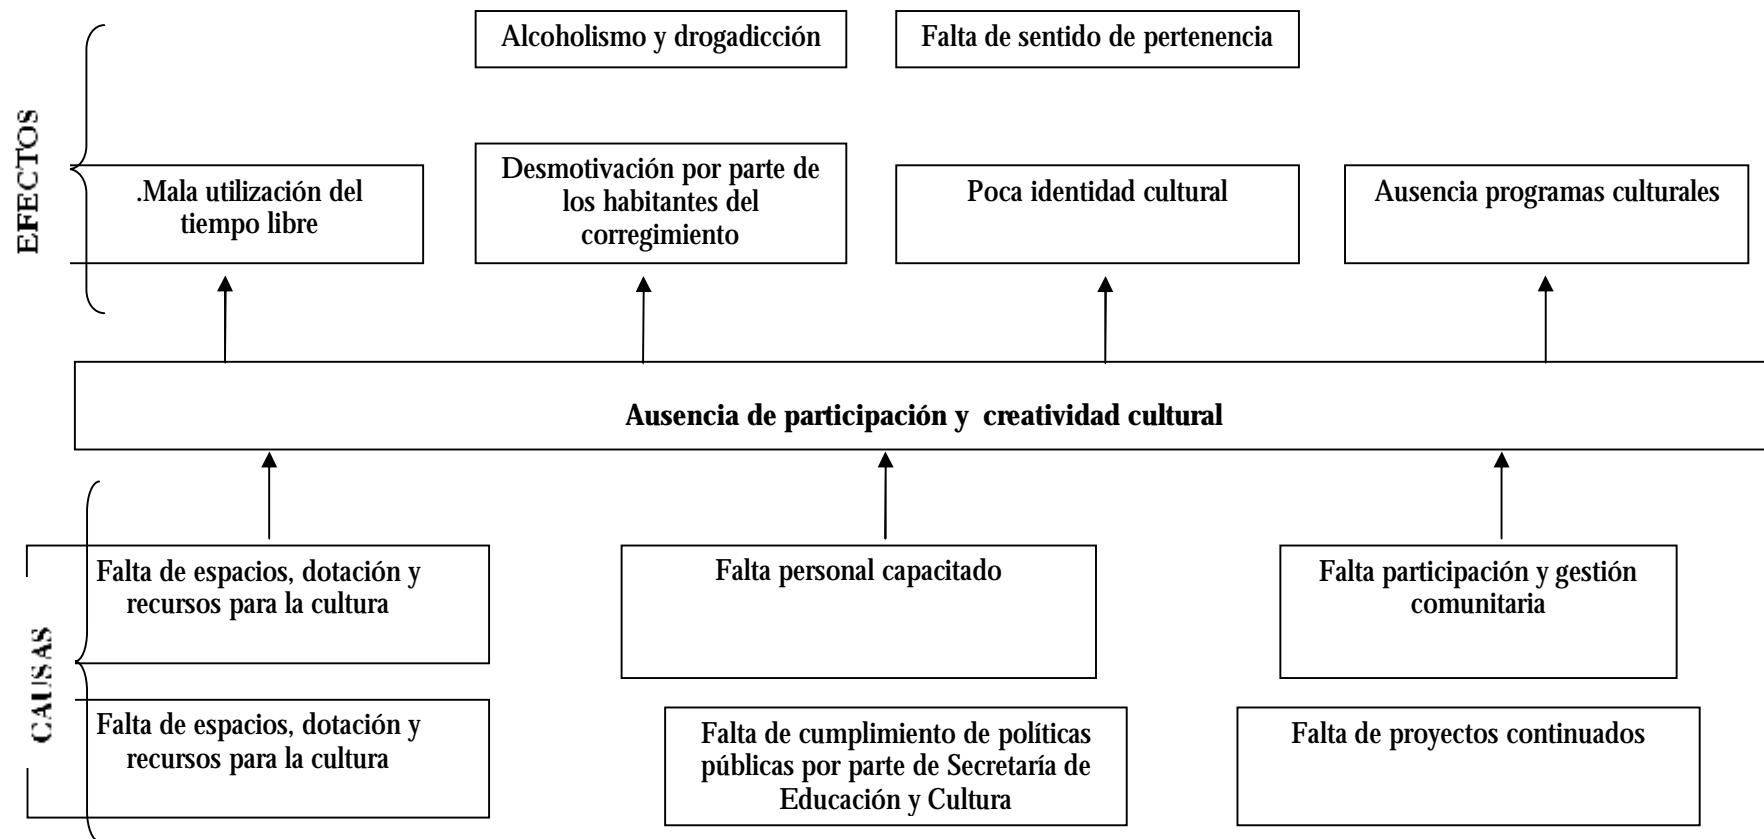 Alcoholismo y drogadicción
Falta de sentido de pertenencia
EFECTOS
.Mala utilización del
tiempo libre
Desmotivación por parte de
los habitantes del
corregimiento
Poca identidad cultural
Ausencia programas culturales
Ausencia de participación y creatividad cultural
CAUSAS
Falta de espacios, dotación y
recursos para la cultura
Falta personal capacitado
Falta participación y gestión
comunitaria
Falta de espacios, dotación y
recursos para la cultura
Falta de cumplimiento de políticas
públicas por parte de Secretaría de
Educación y Cultura
Falta de proyectos continuados